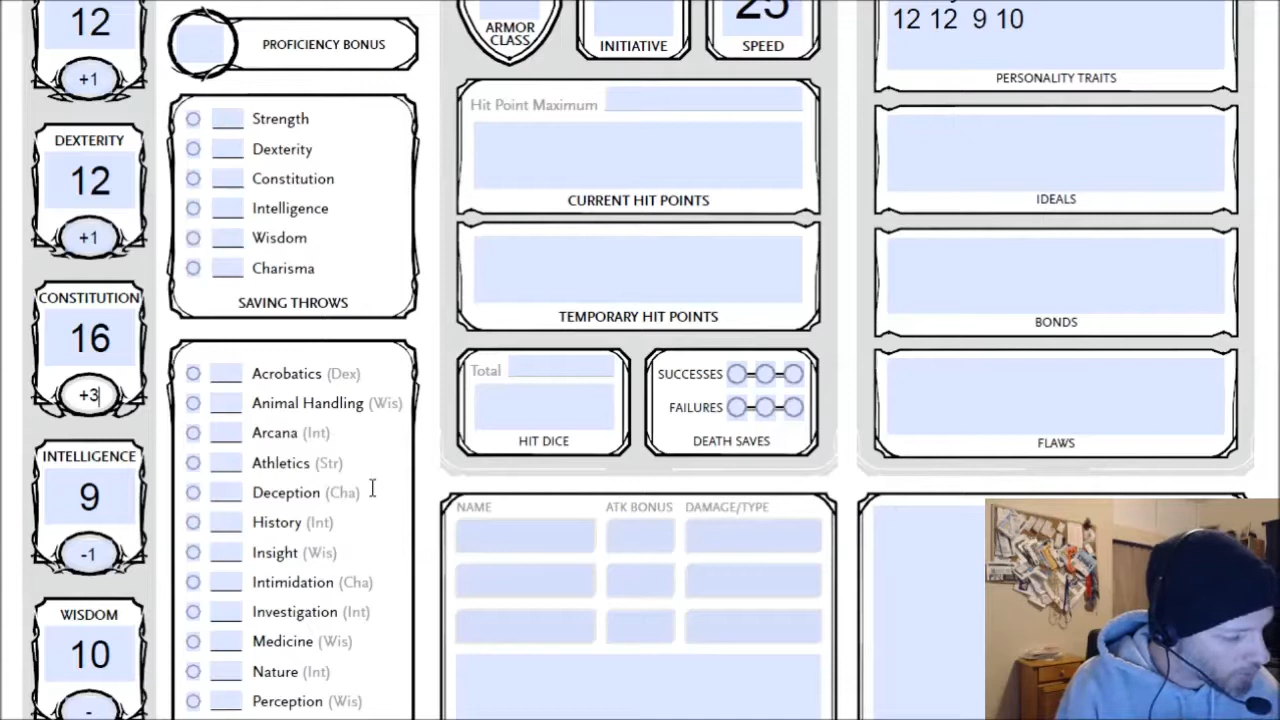 12
+1
DEXTERITY
12
+1
CONSTITUTION
16
+3
INTELLIGENCE
9
-1
WISDOM
10
-
PROFICIENCY BONUS
Strength
Dexterity
Constitution
Intelligence
Wisdom
Charisma
SAVING THROWS
Acrobatics (Dex)
Animal Handling (Wis)
Arcana (Int)
Athletics (Str)
Deception (Cha)
History (Int)
Insight (Wis)
Intimidation (Cha)
Investigation (Int)
Medicine (Wis)
Nature (Int)
Perception (Wis)
ARMOR
CLASS
INITIATIVE
25
SPEED
Hit Point Maximum
CURRENT HIT POINTS
TEMPORARY HIT POINTS
Total
HIT DICE
SUCCESSES
FAILURES
DEATH SAVES
NAME ATK BONUS DAMAGE/TYPE
12 12 9 10
PERSONALITY TRAITS
IDEALS
BONDS
FLAWS